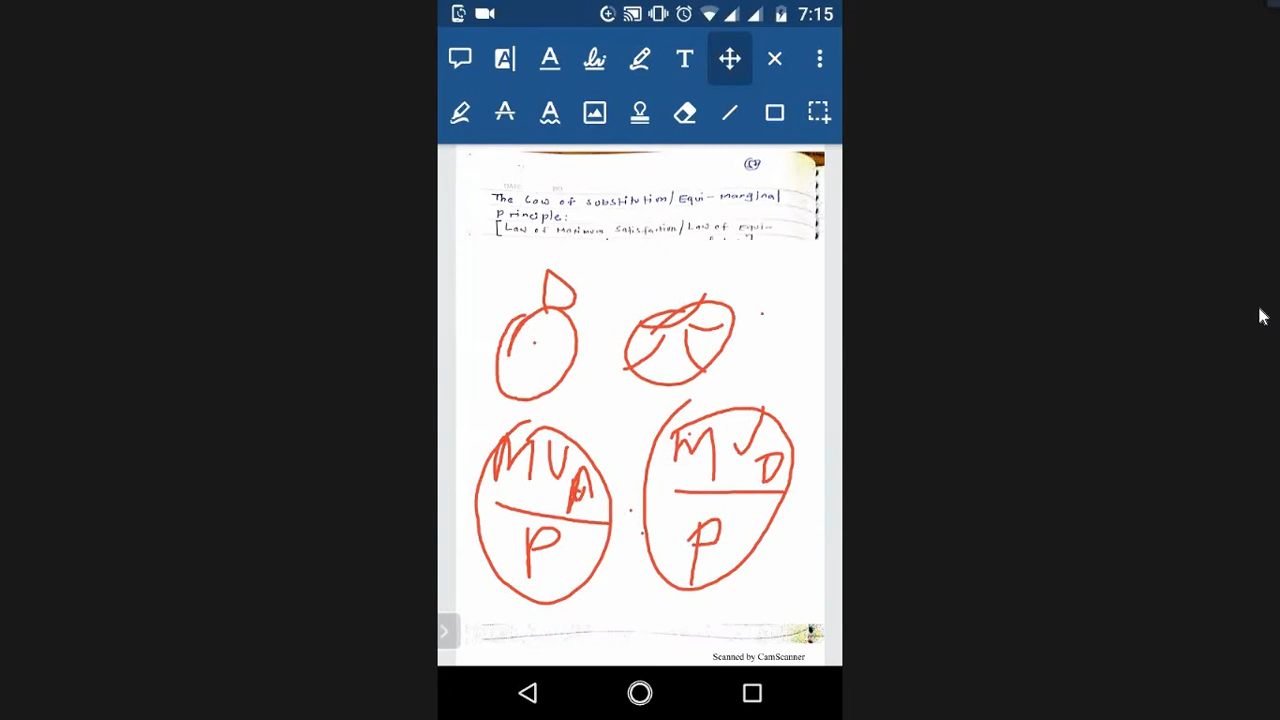 7:15
T
The Law of Substitution/Equi-Marginal
Principle:
[Law of Maximum Satisfaction/Law of Equi-
MU A
P
MU O
P
Scanned by CamScanner